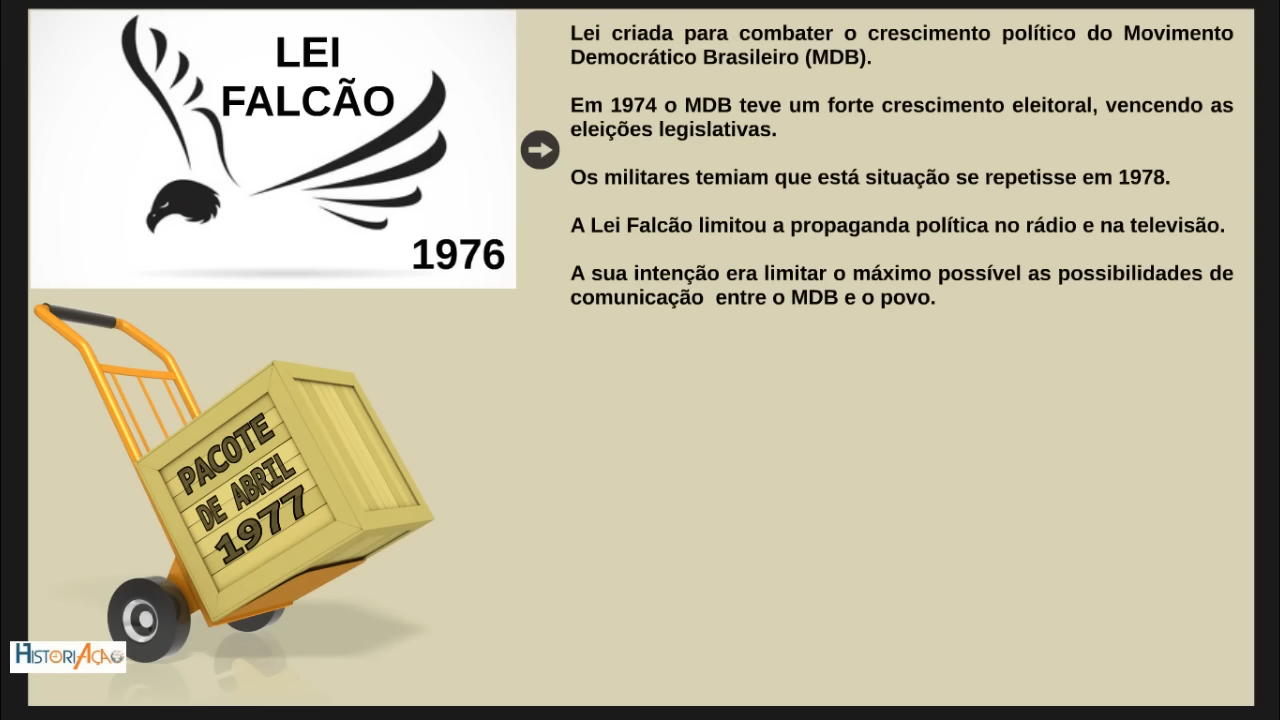 LEI
FALCÃO
1976
Lei criada para combater o crescimento político do Movimento
Democrático Brasileiro (MDB).
Em 1974 o MDB teve um forte crescimento eleitoral, vencendo as
eleições legislativas.
Os militares temiam que está situação se repetisse em 1978.
A Lei Falcão limitou a propaganda política no rádio e na televisão.
A sua intenção era limitar o máximo possível as possibilidades de
comunicação  entre o MDB e o povo.
PACOTE
DE ABRIL
1977
HISTORIAÇÃO